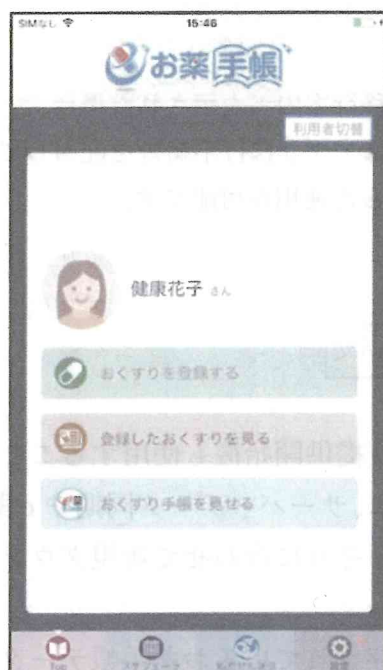 SIMなし 15:46
お薬手帳
利用者切替
健康花子 さん
おくすりを登録する
登録したおくすりを見る
おくすり手帳を見せる
Top